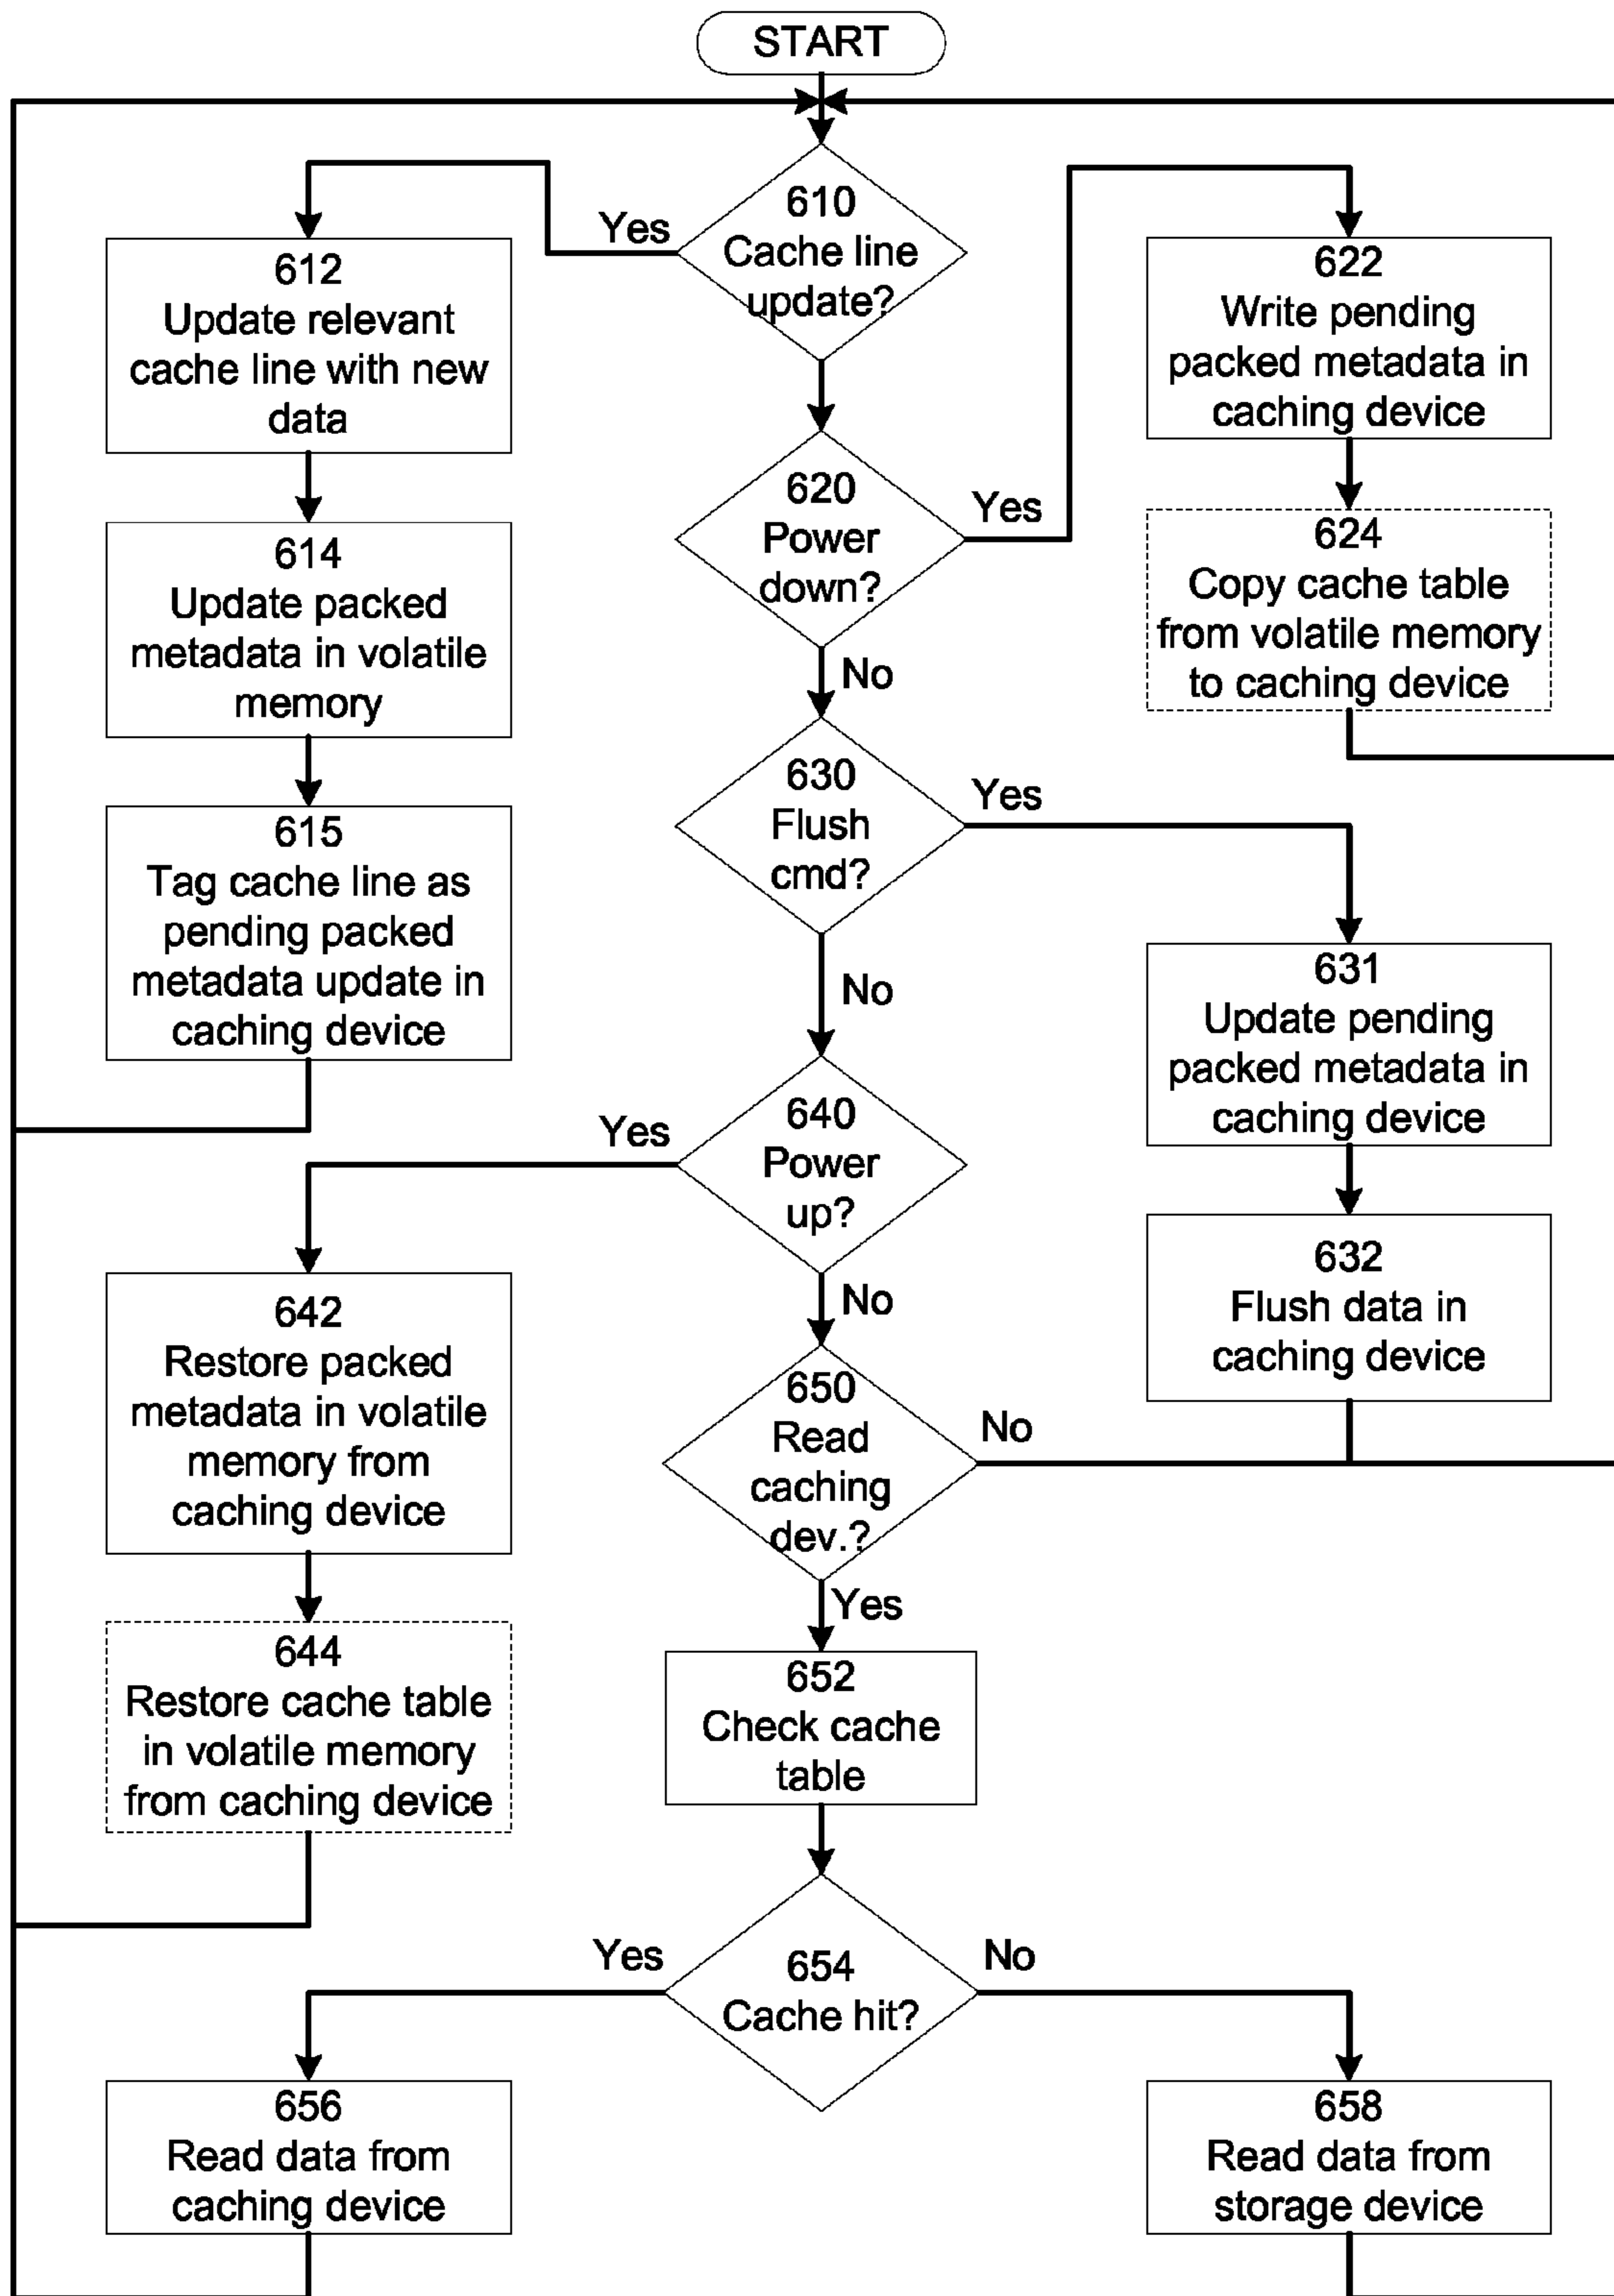 START
610
Cache line
update?
Yes
612
Update relevant
cache line with new
data
614
Update packed
metadata in volatile
memory
615
Tag cache line as
pending packed
metadata update in
caching device
620
Power
down?
Yes
622
Write pending
packed metadata in
caching device
624
Copy cache table
from volatile memory
to caching device
No
630
Flush
cmd?
Yes
631
Update pending
packed metadata in
caching device
632
Flush data in
caching device
No
640
Power
up?
Yes
642
Restore packed
metadata in volatile
memory from
caching device
644
Restore cache table
in volatile memory
from caching device
No
650
Read
caching
dev.?
No
Yes
652
Check cache
table
654
Cache hit?
Yes
656
Read data from
caching device
No
658
Read data from
storage device